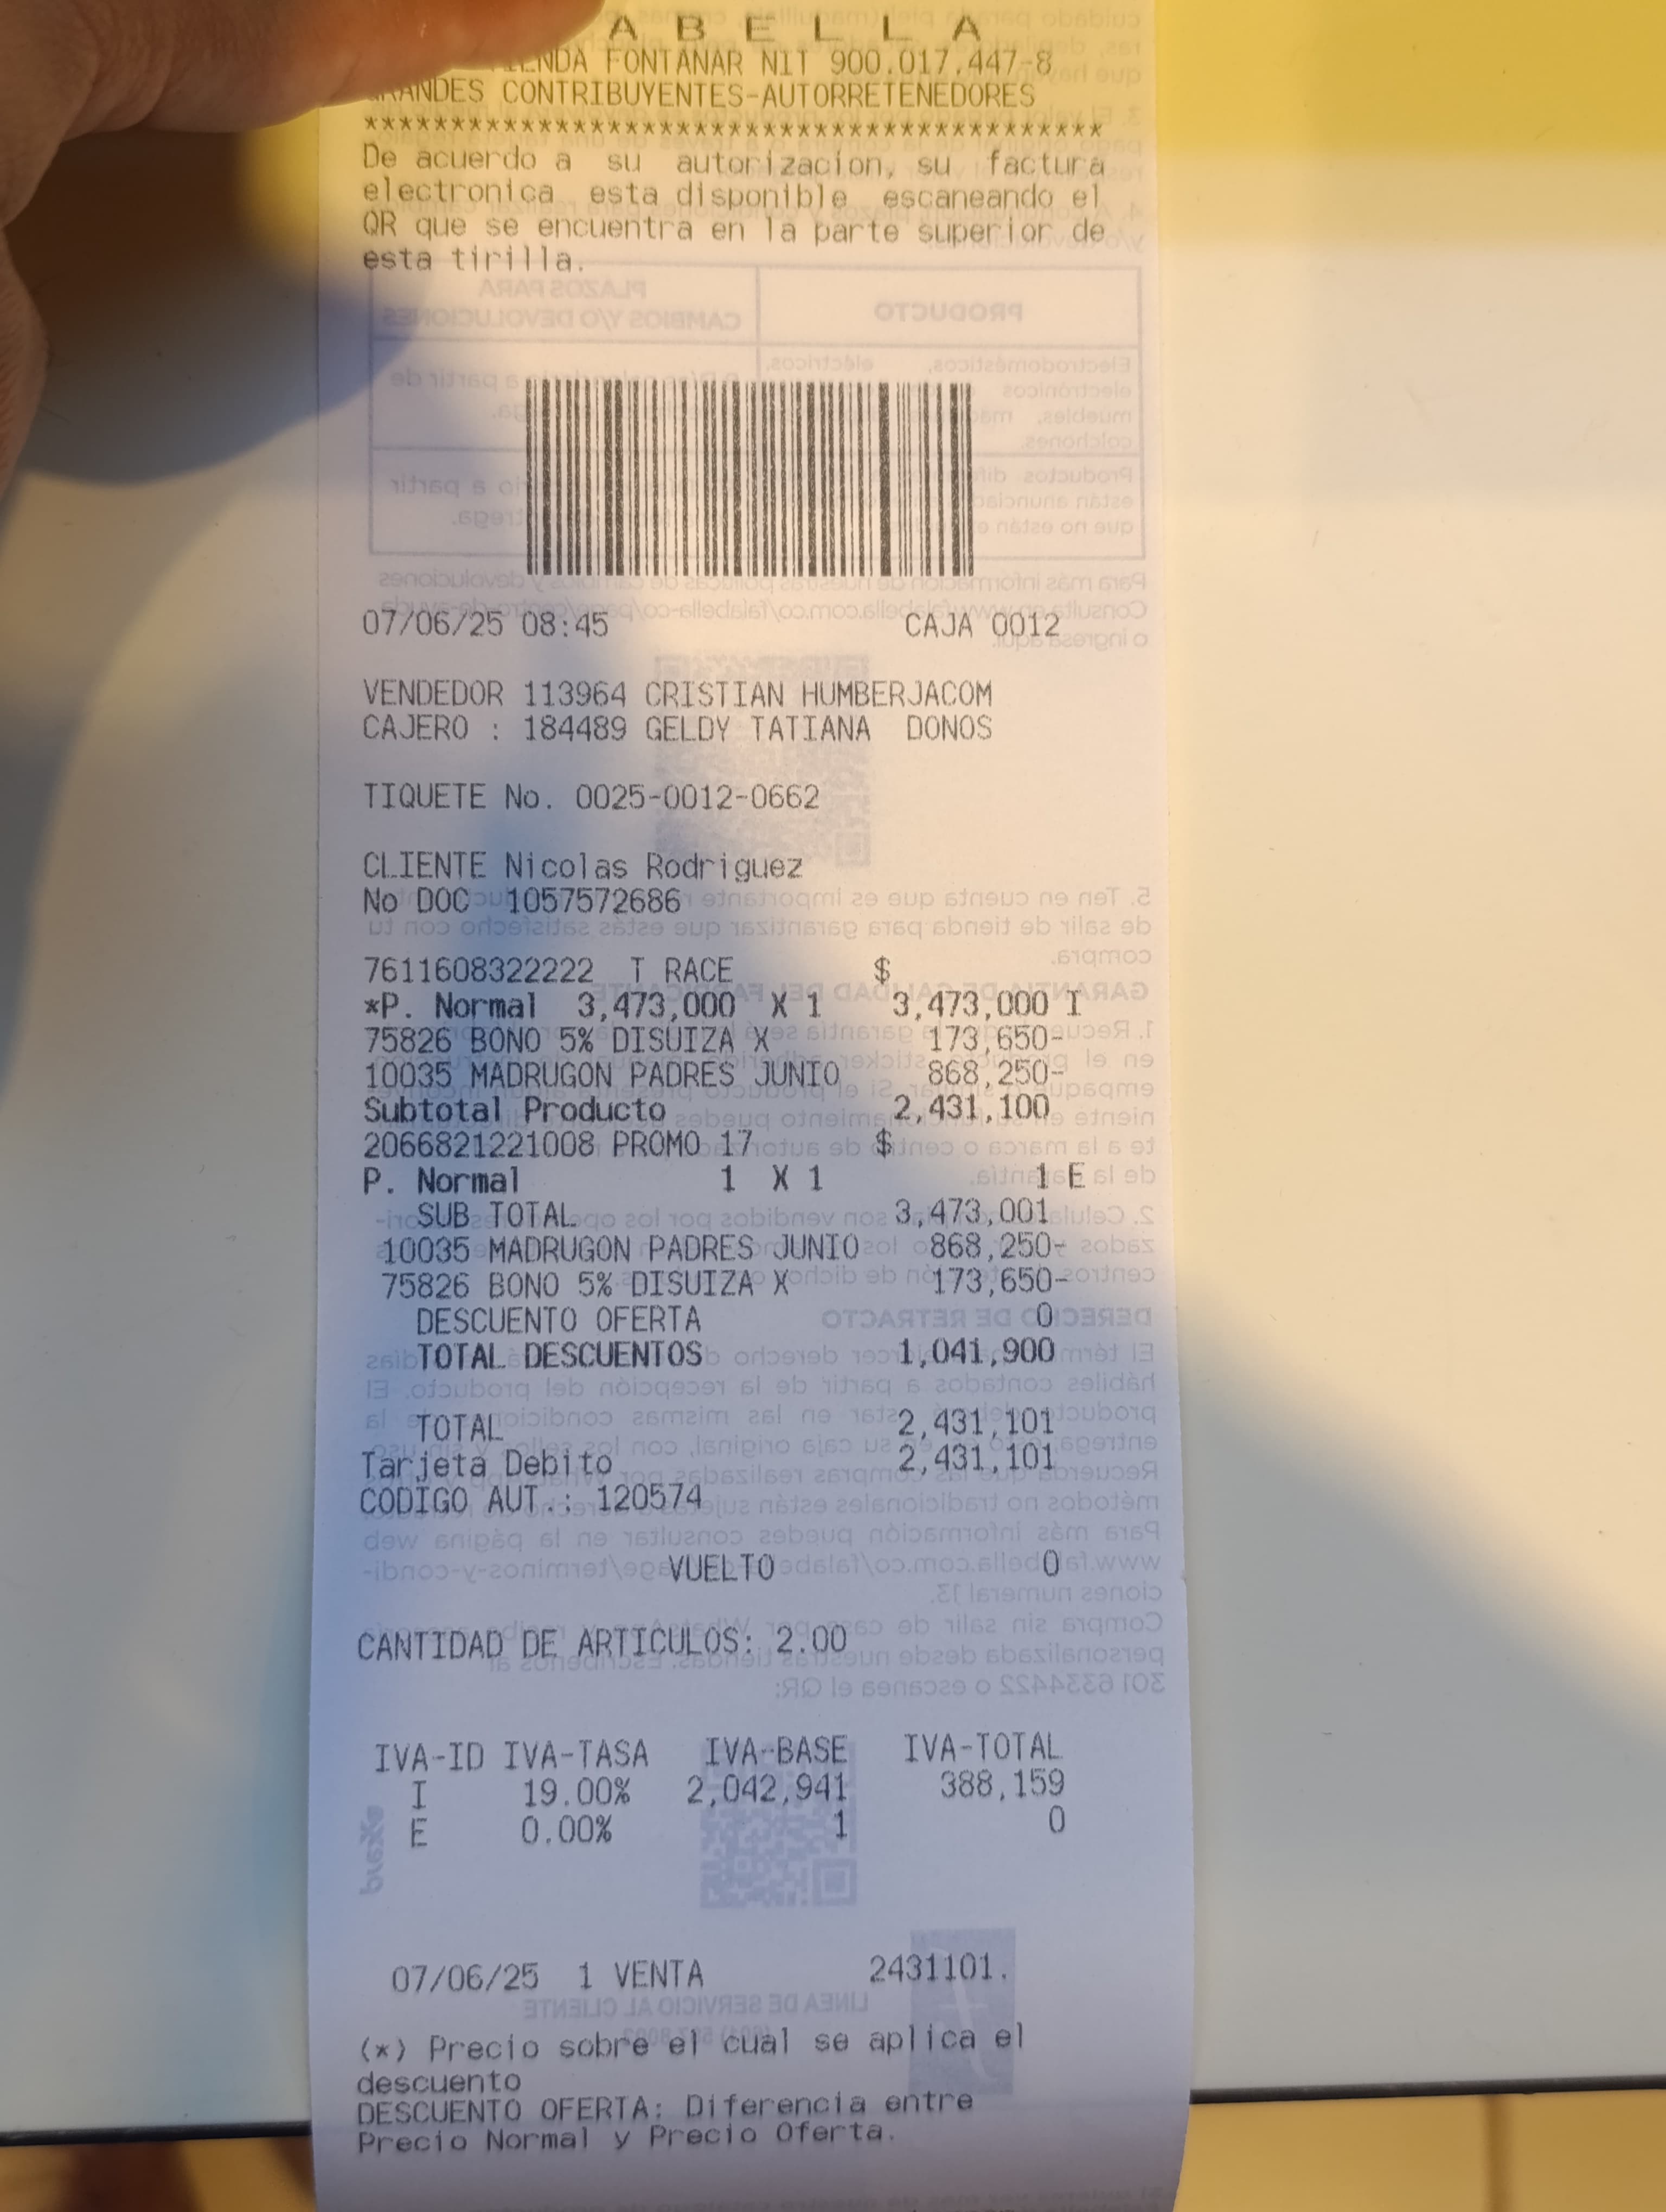 A B E L L A
FONTANAR NIT 900.017.447-8
CONTRIBUYENTES-AUTORRETENEDORES
******************************************
De acuerdo a su autorizacion, su factura
electronica esta disponible escaneando el
QR que se encuentra en la parte superior de
esta tirilla.
07/06/25 08:45 CAJA 0012
VENDEDOR 113964 CRISTIAN HUMBERJACOM
CAJERO : 184489 GELDY TATIANA DONOS
TIQUETE No. 0025-0012-0662
CLIENTE Nicolas Rodriguez
No DOC 1057572686
7611608322222 T RACE $
*P. Normal 3,473,000 X 1 3,473,000 I
75826 BONO 5% DISUIZA X 173,650-
10035 MADRUGON PADRES JUNIO 868,250-
Subtotal Producto 2,431,100
2066821221008 PROMO 17 $
P. Normal 1 X 1 1 E
SUB TOTAL 3,473,001
10035 MADRUGON PADRES JUNIO 868,250-
75826 BONO 5% DISUIZA X 173,650-
DESCUENTO OFERTA 0
TOTAL DESCUENTOS 1,041,900
TOTAL 2,431,101
Tarjeta Debito 2,431,101
CODIGO AUT.: 120574
VUELTO 0
CANTIDAD DE ARTICULOS: 2.00
IVA-ID IVA-TASA IVA-BASE IVA-TOTAL
I 19.00% 2,042,941 388,159
E 0.00% 1 0
07/06/25 1 VENTA 2431101.
(*) Precio sobre el cual se aplica el
descuento
DESCUENTO OFERTA: Diferencia entre
Precio Normal y Precio Oferta.